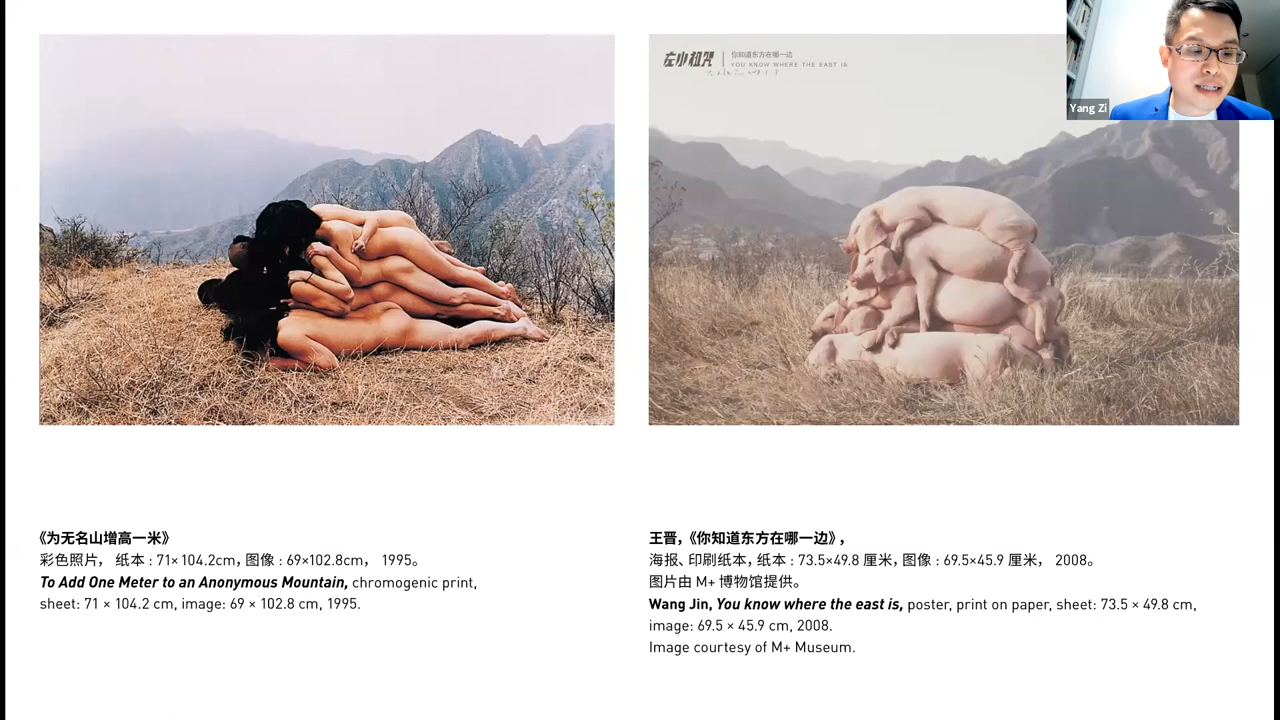 左小祖咒
你知道东方在哪一边
YOU KNOW WHERE THE EAST IS
Yang Zi
《为无名山增高一米》
彩色照片， 纸本 : 71×104.2cm，图像 : 69×102.8cm， 1995。
To Add One Meter to an Anonymous Mountain, chromogenic print,
sheet: 71 × 104.2 cm, image: 69 × 102.8 cm, 1995.
王晋，《你知道东方在哪一边》，
海报、印刷纸本，纸本 : 73.5×49.8 厘米，图像 : 69.5×45.9 厘米， 2008。
图片由 M+ 博物馆提供。
Wang Jin, You know where the east is, poster, print on paper, sheet: 73.5 × 49.8 cm,
image: 69.5 × 45.9 cm, 2008.
Image courtesy of M+ Museum.